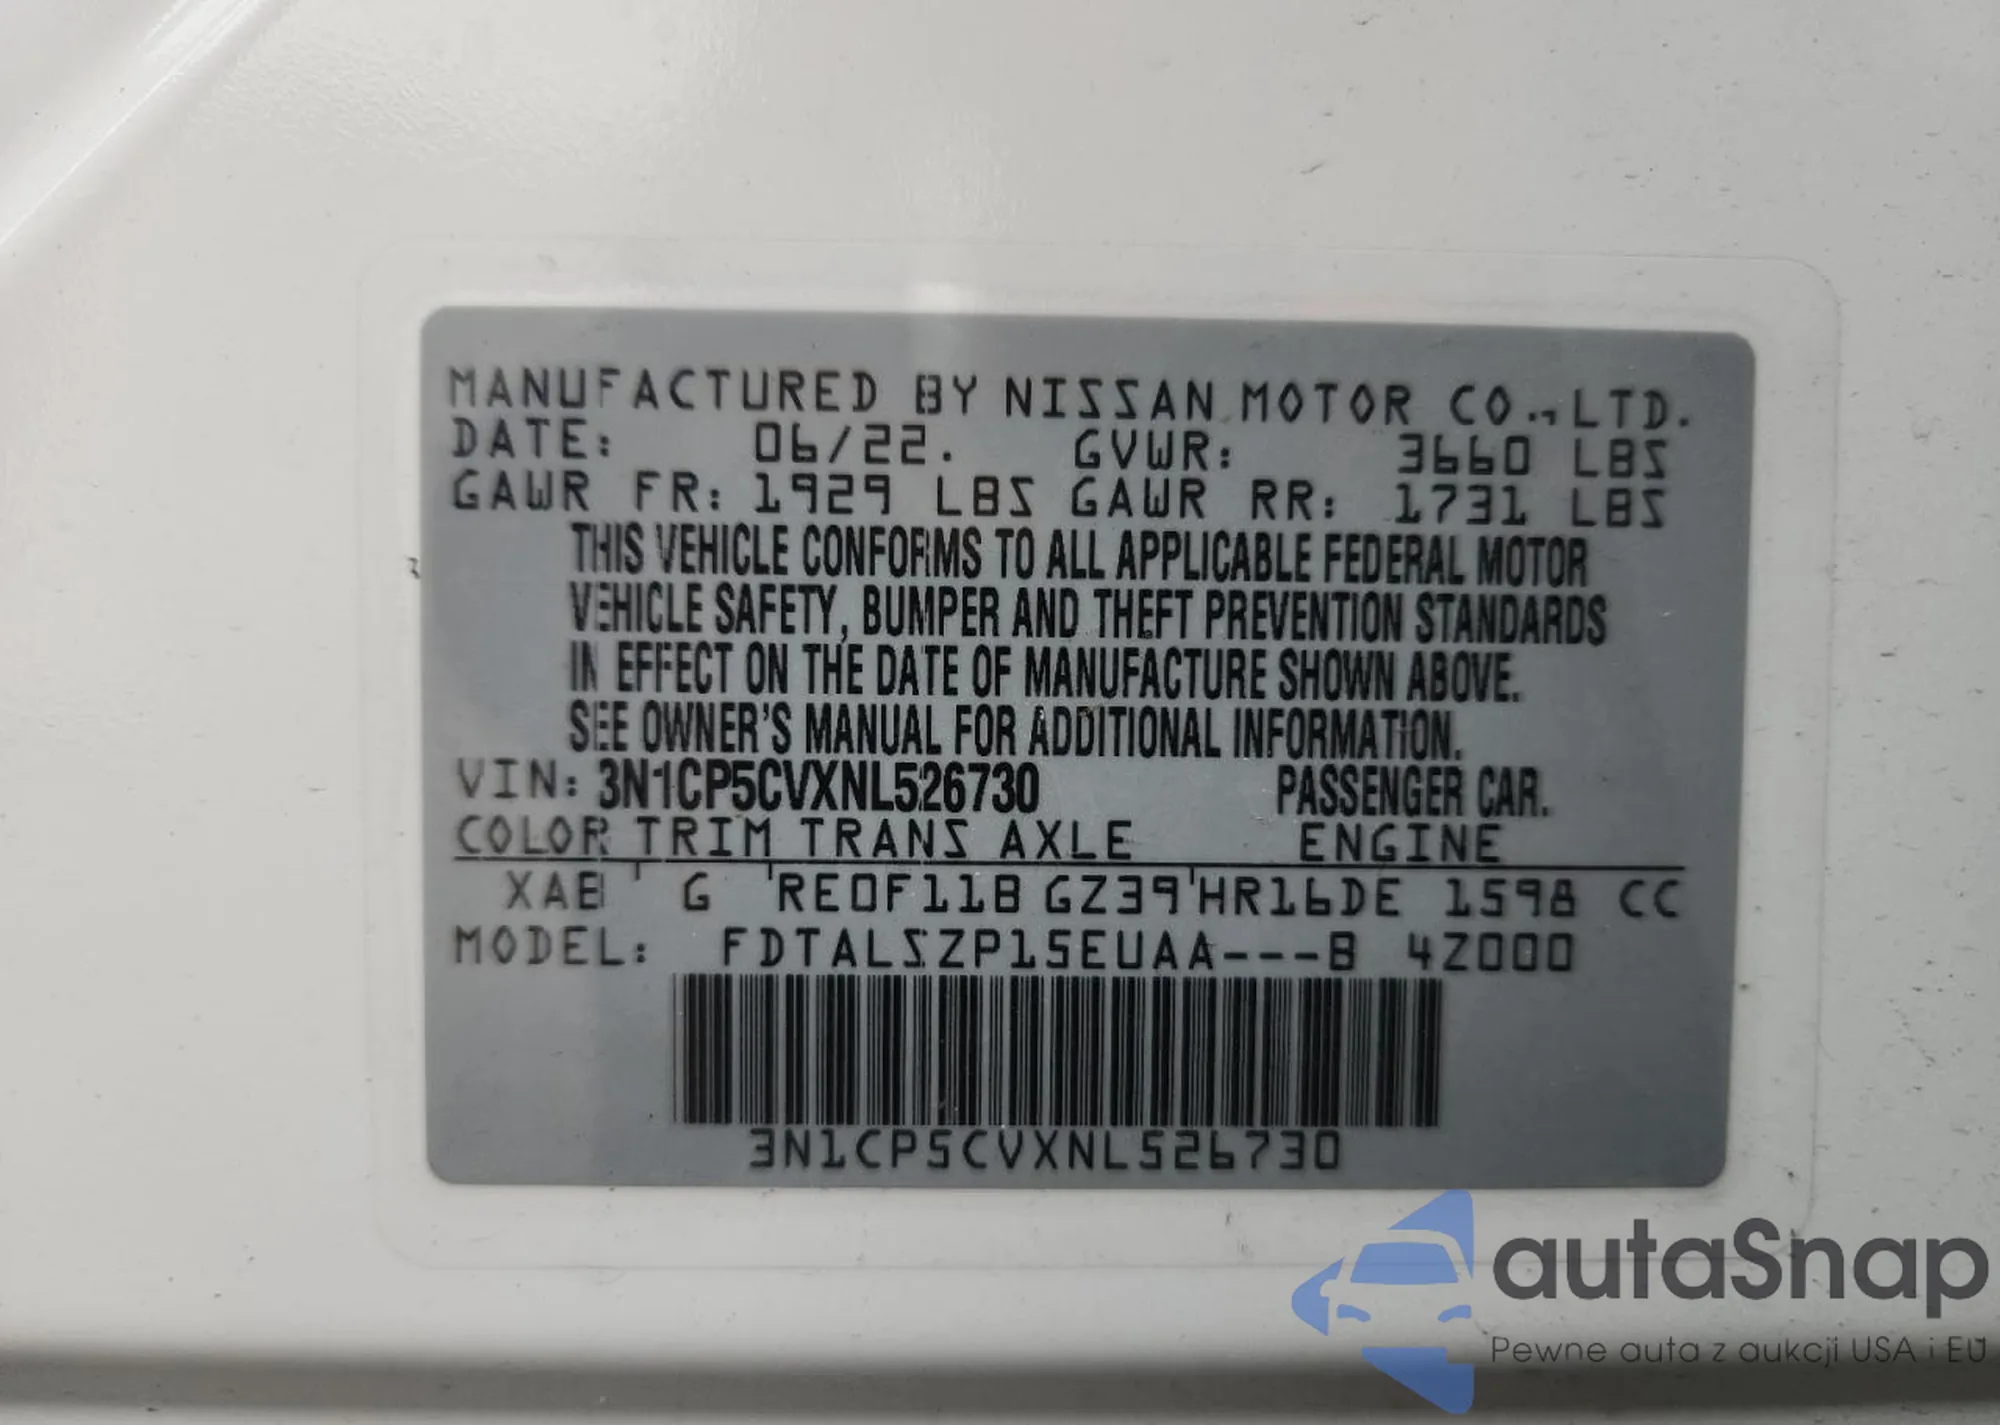 MANUFACTURED BY NISSAN MOTOR CO., LTD.
DATE: 06/22. GVWR: 3660 LBS
GAWR FR: 1929 LBS GAWR RR: 1731 LBS
THIS VEHICLE CONFORMS TO ALL APPLICABLE FEDERAL MOTOR
VEHICLE SAFETY, BUMPER AND THEFT PREVENTION STANDARDS
IN EFFECT ON THE DATE OF MANUFACTURE SHOWN ABOVE.
SEE OWNER'S MANUAL FOR ADDITIONAL INFORMATION.
VIN: 3N1CP5CVXNL526730 PASSENGER CAR.
COLOR TRIM TRANS AXLE ENGINE
XAB G RE0F11B GZ39 HR16DE 1598 CC
MODEL: FDTALSZP15EUAA---B 4Z000
3N1CP5CVXNL526730
autaSnap
Pewne auta z aukcji USA i EU